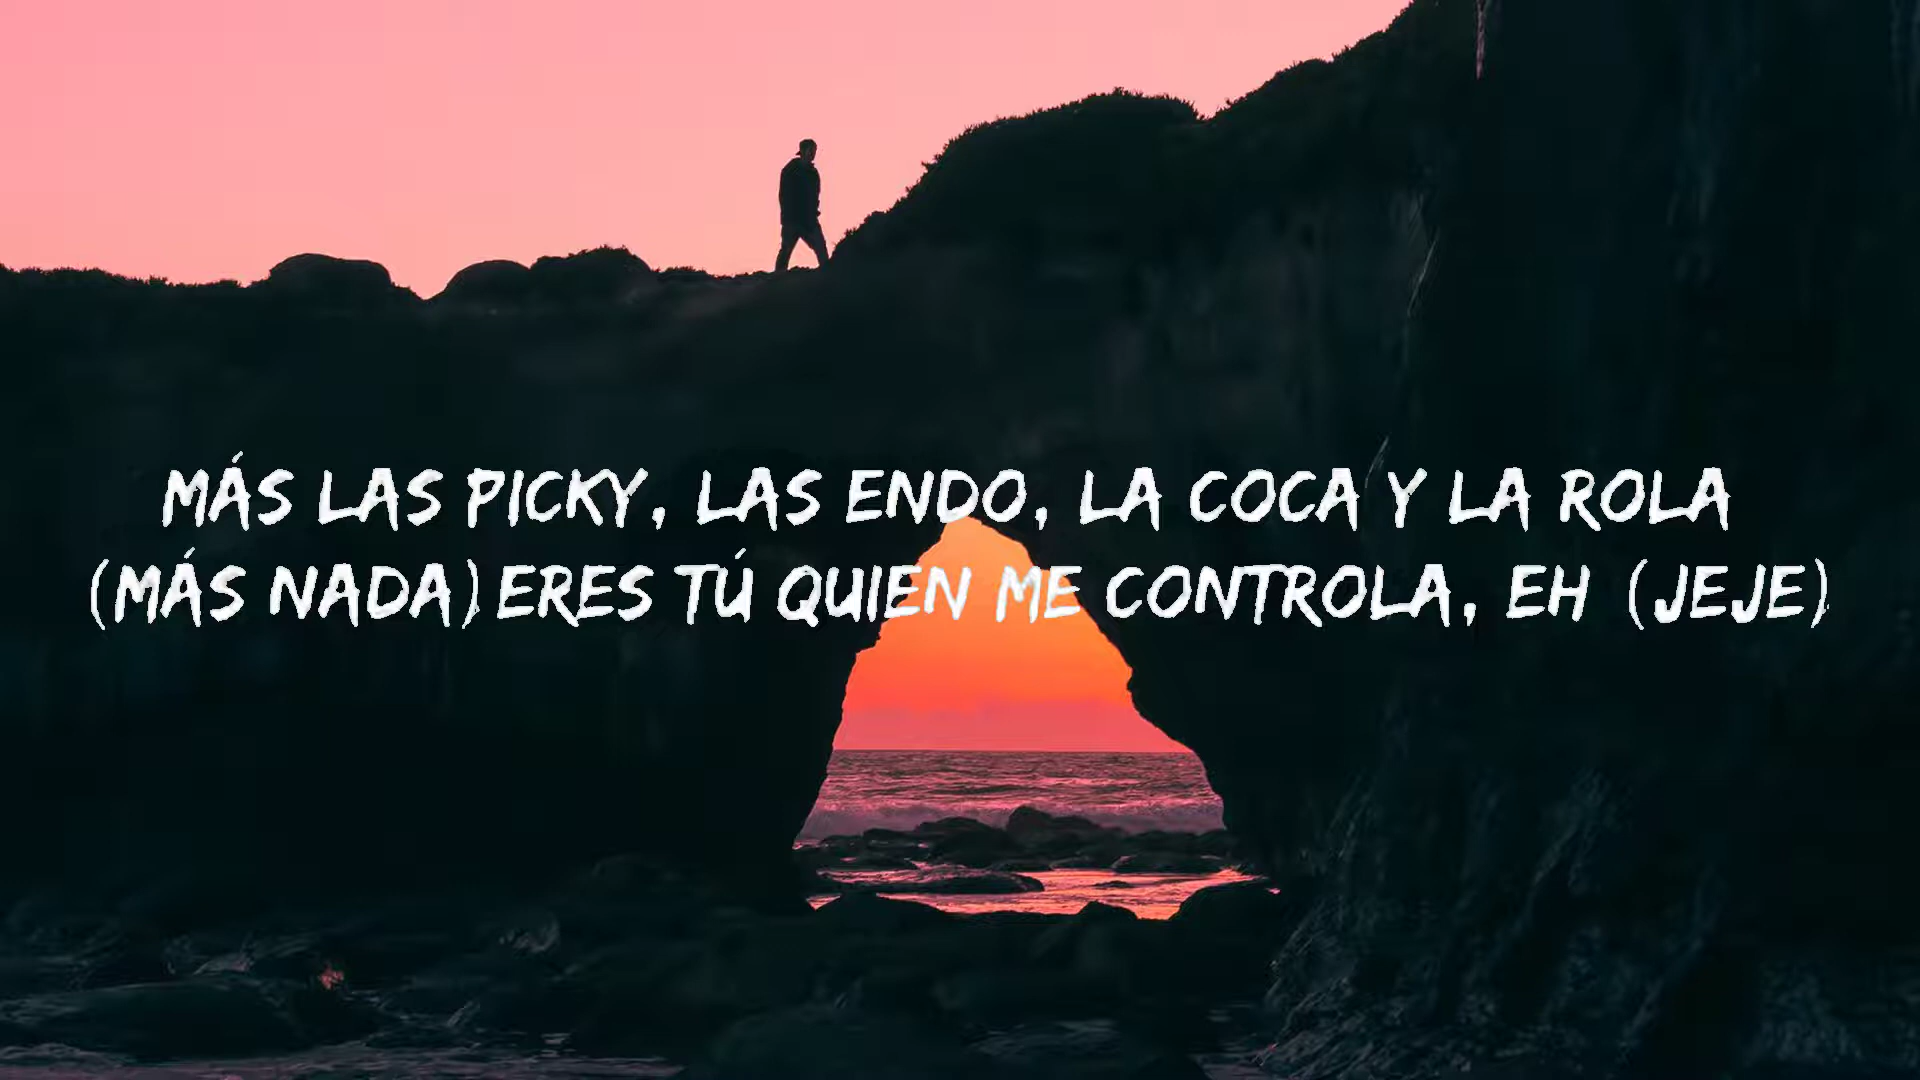 MÁS LAS PICKY, LAS ENDO, LA COCA Y LA ROLA
(MÁS NADA) ERES TÚ QUIEN ME CONTROLA, EH (JEJE)